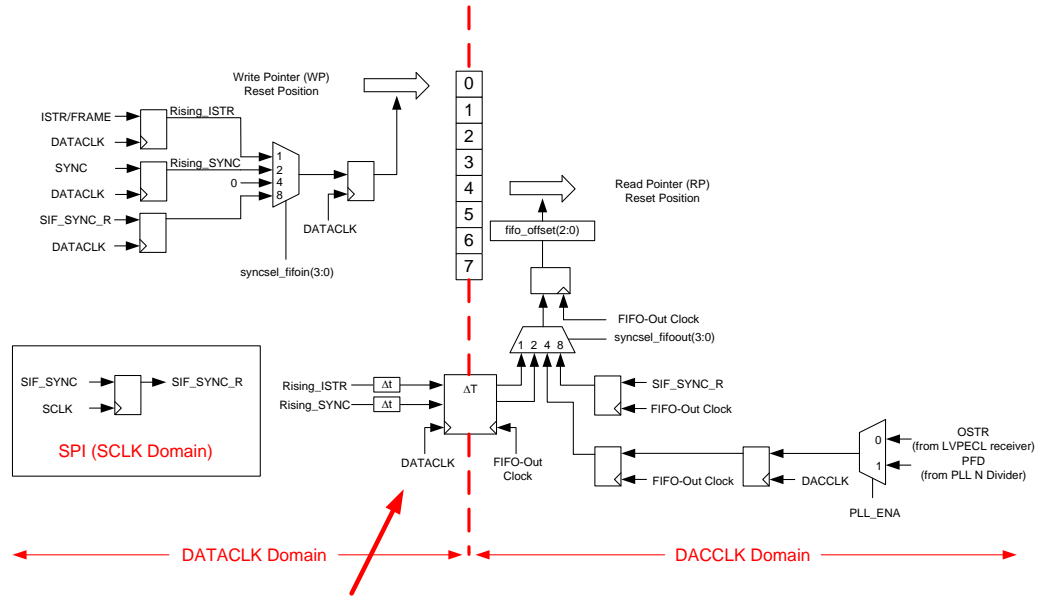 Write Pointer (WP)
Reset Position
ISTR/FRAME
Rising_ISTR
DATACLK
SYNC
Rising_SYNC
DATACLK
SIF_SYNC_R
DATACLK
0
1
2
4
8
DATACLK
syncsel_fifoin(3:0)
0
1
2
3
4
5
6
7
Read Pointer (RP)
Reset Position
fifo_offset(2:0)
FIFO-Out Clock
syncsel_fifoout(3:0)
1 2 4 8
SIF_SYNC
SIF_SYNC_R
SCLK
SPI (SCLK Domain)
Rising_ISTR
Δt
Rising_SYNC
Δt
ΔT
DATACLK
FIFO-Out
Clock
SIF_SYNC_R
FIFO-Out Clock
FIFO-Out Clock
DACCLK
0
1
OSTR
(from LVPECL receiver)
PFD
(from PLL N Divider)
PLL_ENA
DATACLK Domain
DACCLK Domain